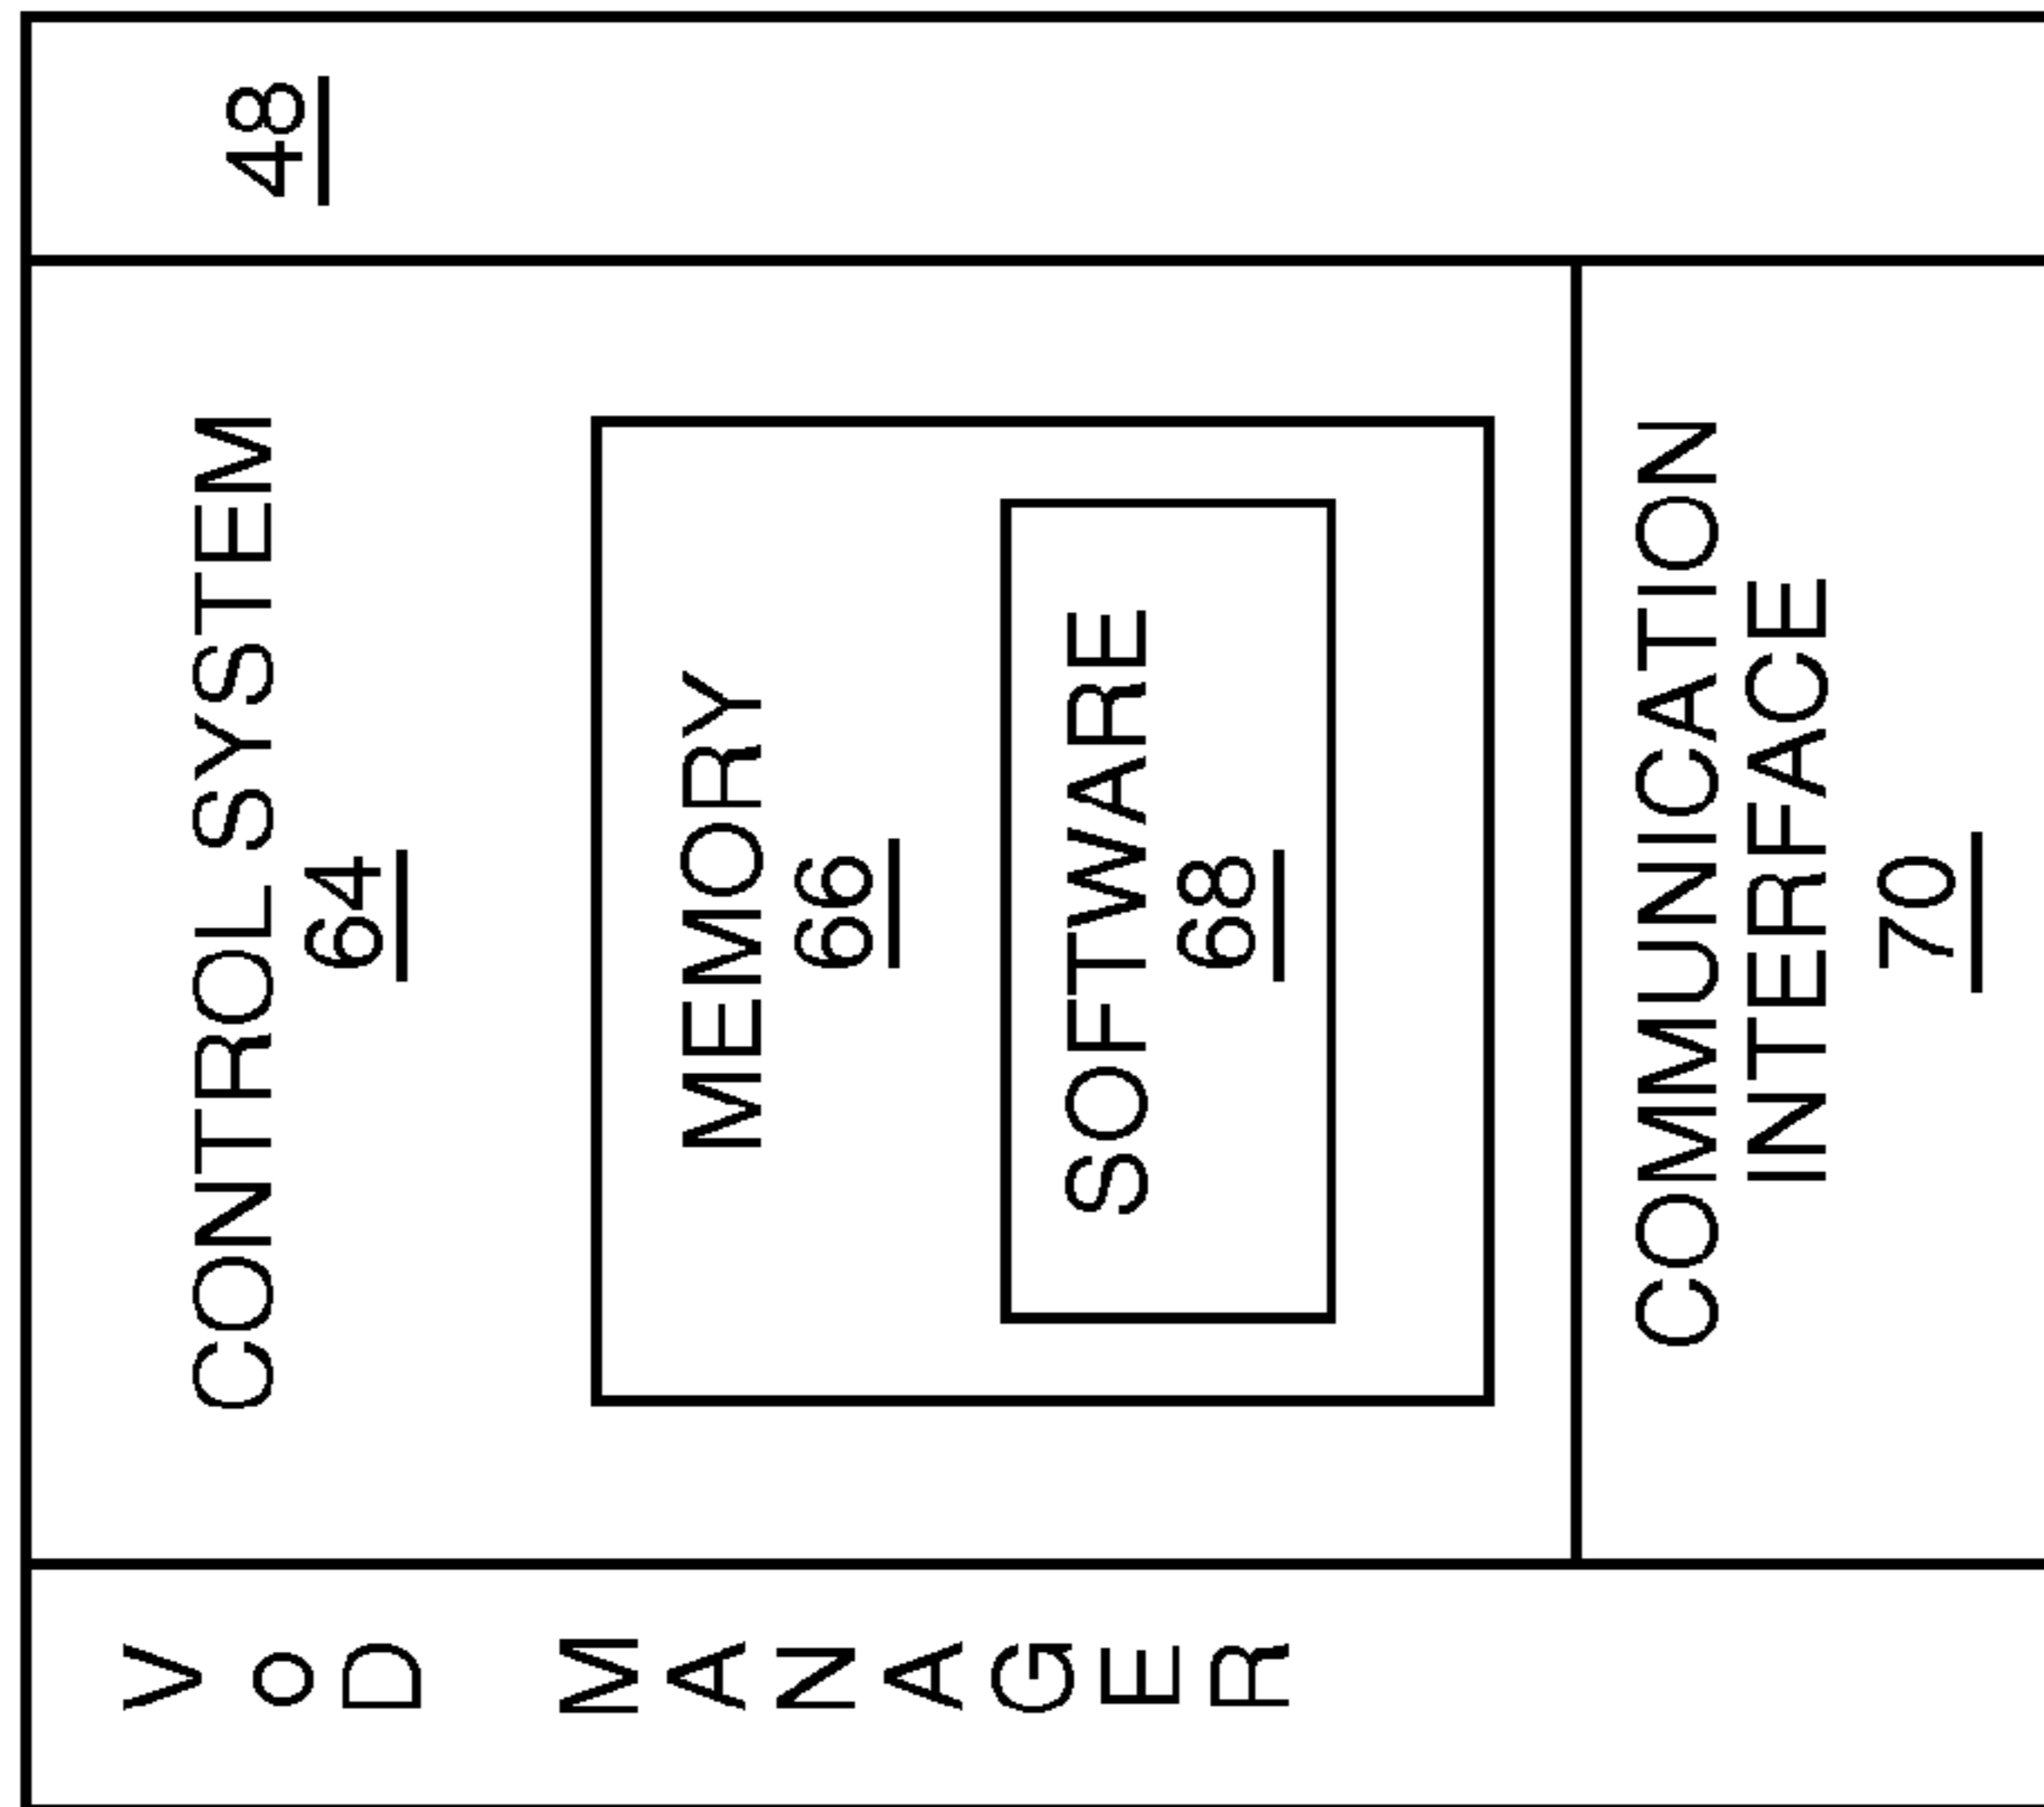 VoD MANAGER
CONTROL SYSTEM
64
MEMORY
66
SOFTWARE
68
COMMUNICATION
INTERFACE
70
48